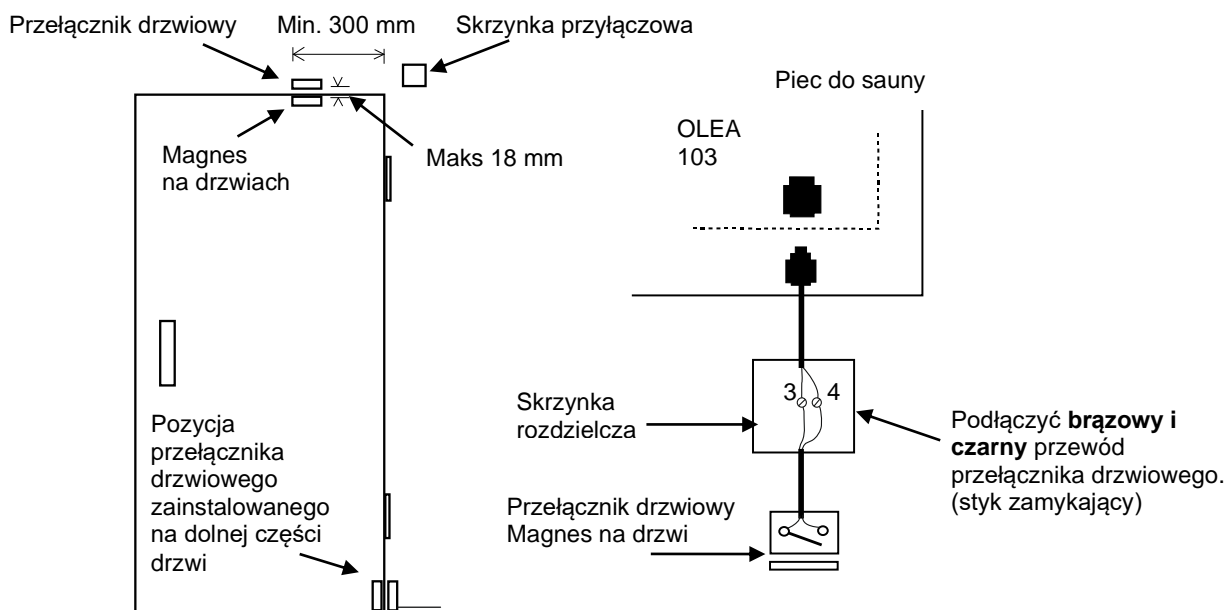 Przełącznik drzwiowy
Min. 300 mm
Skrzynka przyłączowa
Magnes
na drzwiach
Maks 18 mm
Pozycja
przełącznika
drzwiowego
zainstalowanego
na dolnej części
drzwi
Piec do sauny
OLEA
103
3 4
Skrzynka
rozdzielcza
Podłączyć brązowy i
czarny przewód
przełącznika drzwiowego.
(styk zamykający)
Przełącznik drzwiowy
Magnes na drzwi